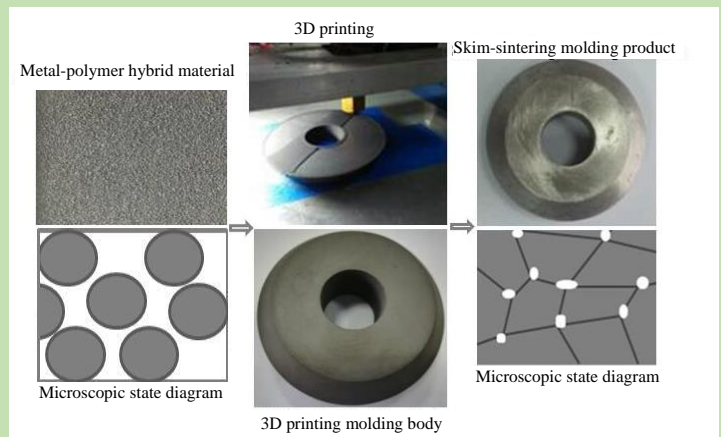 3D printing
Metal-polymer hybrid material
Skim-sintering molding product
Microscopic state diagram
3D printing molding body
Microscopic state diagram